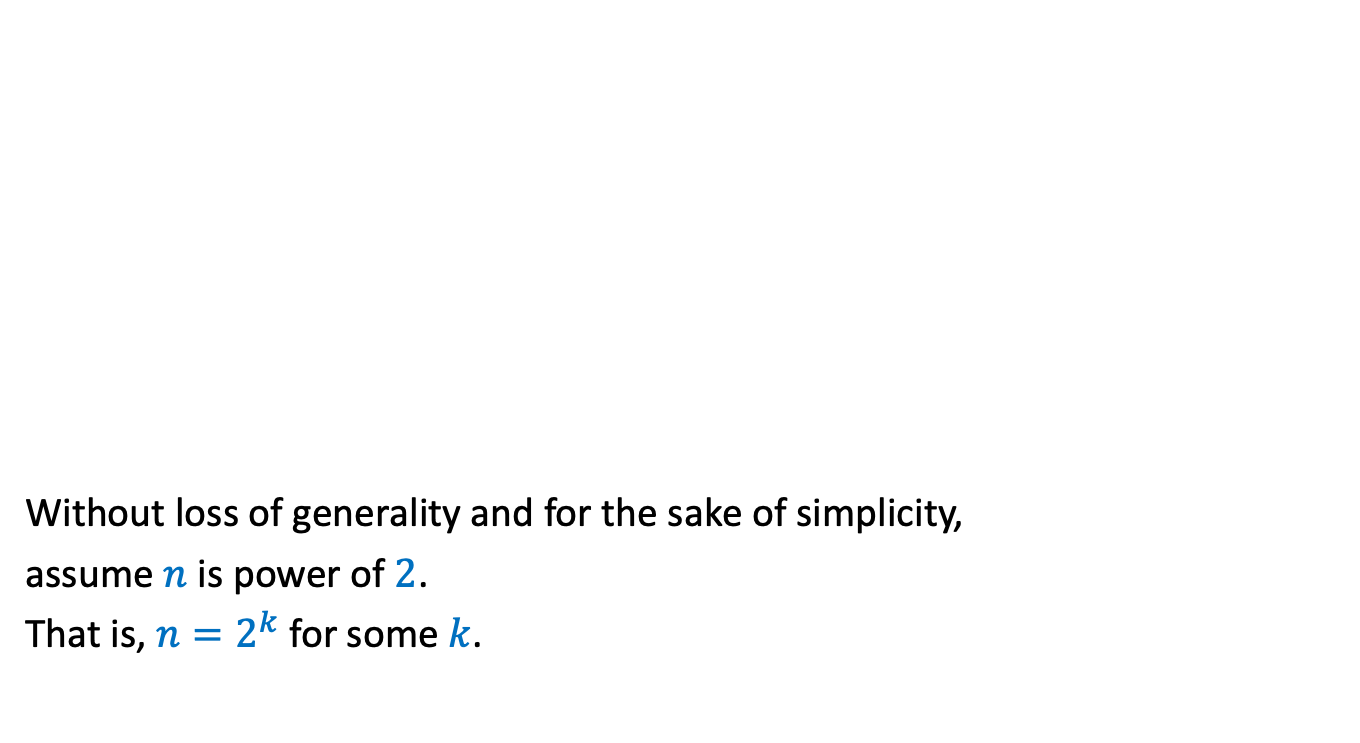 Without loss of generality and for the sake of simplicity,
assume n is power of 2.
That is, n = 2^k for some k.